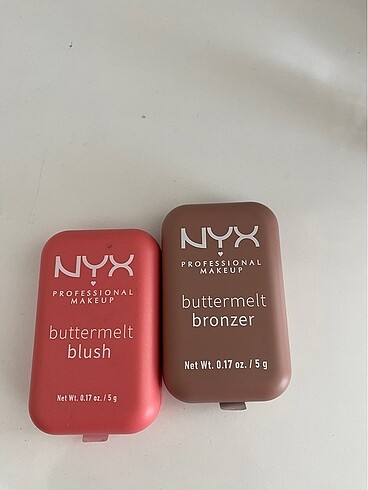 NYX
PROFESSIONAL
MAKEUP
buttermelt
blush
Net Wt. 0.17 oz. / 5 g
NYX
PROFESSIONAL
MAKEUP
buttermelt
bronzer
Net Wt. 0.17 oz. / 5 g